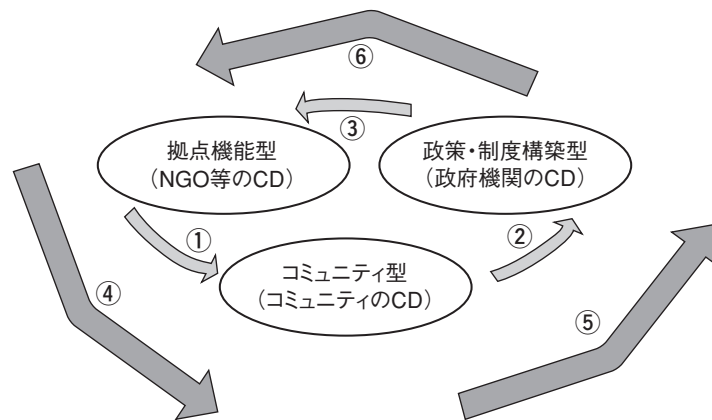 ⑥
③
拠点機能型
(NGO等のCD)
政策・制度構築型
(政府機関のCD)
①
②
コミュニティ型
(コミュニティのCD)
④
⑤